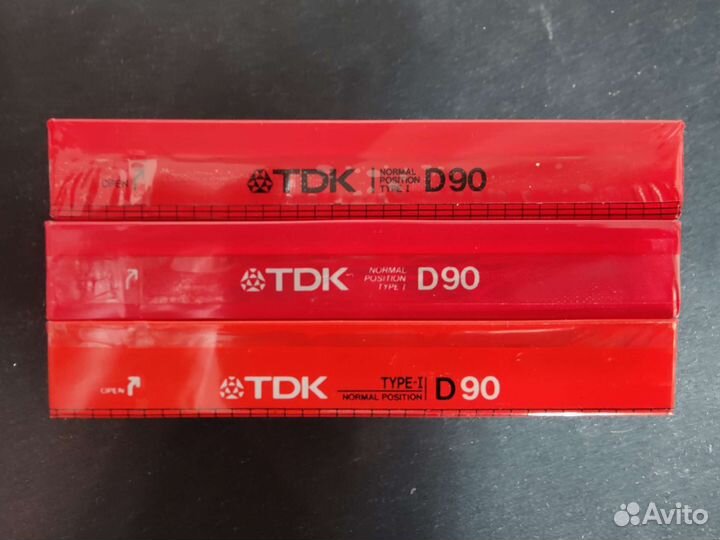 OPEN TDK NORMAL POSITION TYPE I D90
TDK NORMAL POSITION TYPE I D90
OPEN TDK TYPE-I NORMAL POSITION D90
Avito